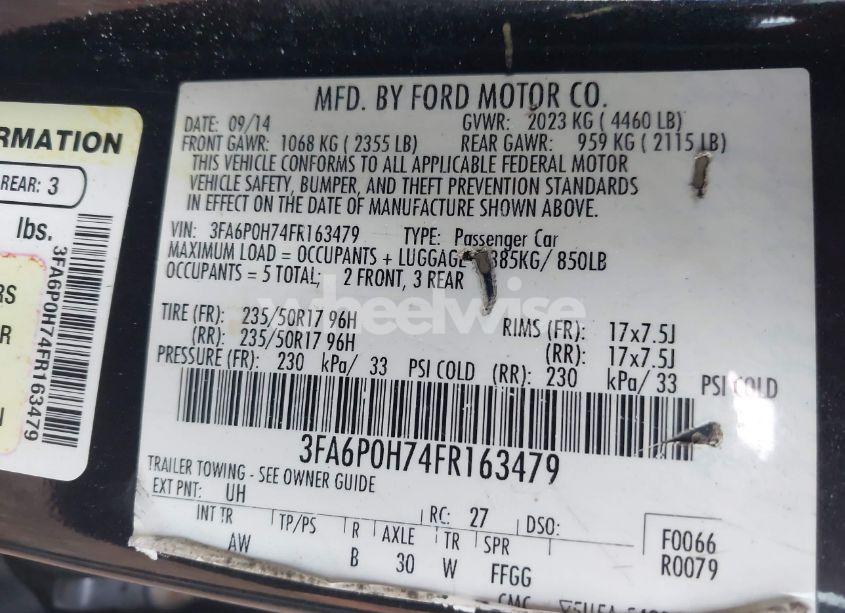 RMATION
REAR: 3
lbs.
RS
R
3FA6P0H74FR163479
MFD. BY FORD MOTOR CO.
DATE: 09/14 GVWR: 2023 KG ( 4460 LB)
FRONT GAWR: 1068 KG ( 2355 LB) REAR GAWR: 959 KG ( 2115 LB)
THIS VEHICLE CONFORMS TO ALL APPLICABLE FEDERAL MOTOR
VEHICLE SAFETY, BUMPER, AND THEFT PREVENTION STANDARDS
IN EFFECT ON THE DATE OF MANUFACTURE SHOWN ABOVE.
VIN: 3FA6P0H74FR163479 TYPE: Passenger Car
MAXIMUM LOAD = OCCUPANTS + LUGGAGE 385KG/ 850LB
OCCUPANTS = 5 TOTAL; 2 FRONT, 3 REAR
wheelwise
TIRE (FR): 235/50R17 96H RIMS (FR): 17x7.5J
(RR): 235/50R17 96H (RR): 17x7.5J
PRESSURE (FR): 230 kPa/ 33 PSI COLD (RR): 230 kPa/ 33 PSI COLD
3FA6P0H74FR163479
TRAILER TOWING - SEE OWNER GUIDE
EXT PNT: UH RC: 27 DSO:
INT TR TP/PS R AXLE TR SPR F0066
AW B 30 W FFGG R0079